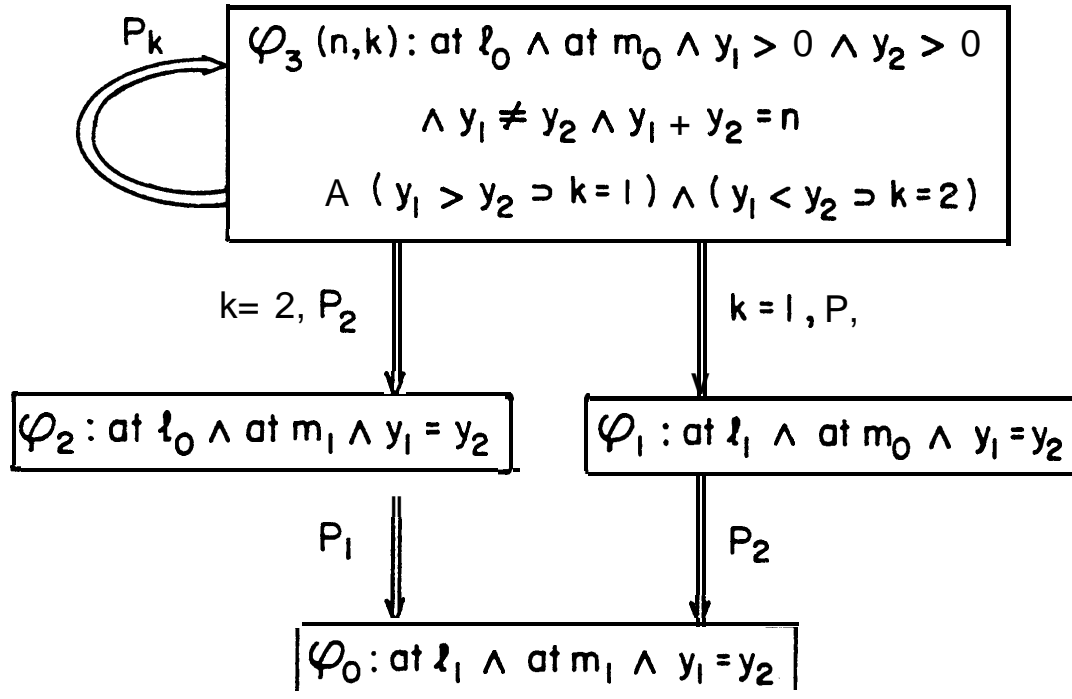 P_k
φ_3 (n,k): at ℓ_0 ∧ at m_0 ∧ y_1 > 0 ∧ y_2 > 0
∧ y_1 ≠ y_2 ∧ y_1 + y_2 = n
A (y_1 > y_2 ⊃ k=1) ∧ (y_1 < y_2 ⊃ k=2)
k= 2, P_2
k = 1, P,
φ_2 : at ℓ_0 ∧ at m_1 ∧ y_1 = y_2
φ_1 : at ℓ_1 ∧ at m_0 ∧ y_1 = y_2
P_1
P_2
φ_0 : at ℓ_1 ∧ at m_1 ∧ y_1 = y_2